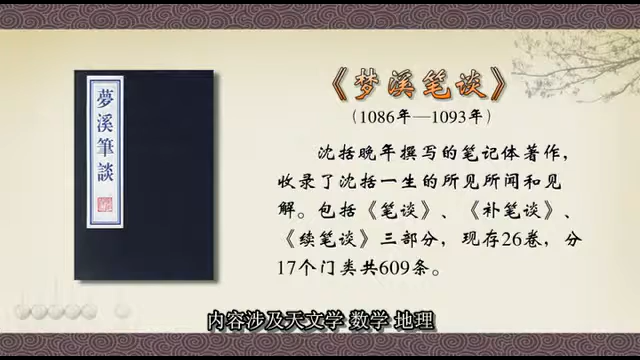 夢溪筆談
《梦溪笔谈》
(1086年—1093年)
沈括晚年撰写的笔记体著作，
收录了沈括一生的所见所闻和见
解。包括《笔谈》、《补笔谈》、
《续笔谈》三部分，现存26卷，分
17个门类共609条。
内容涉及天文学 数学 地理